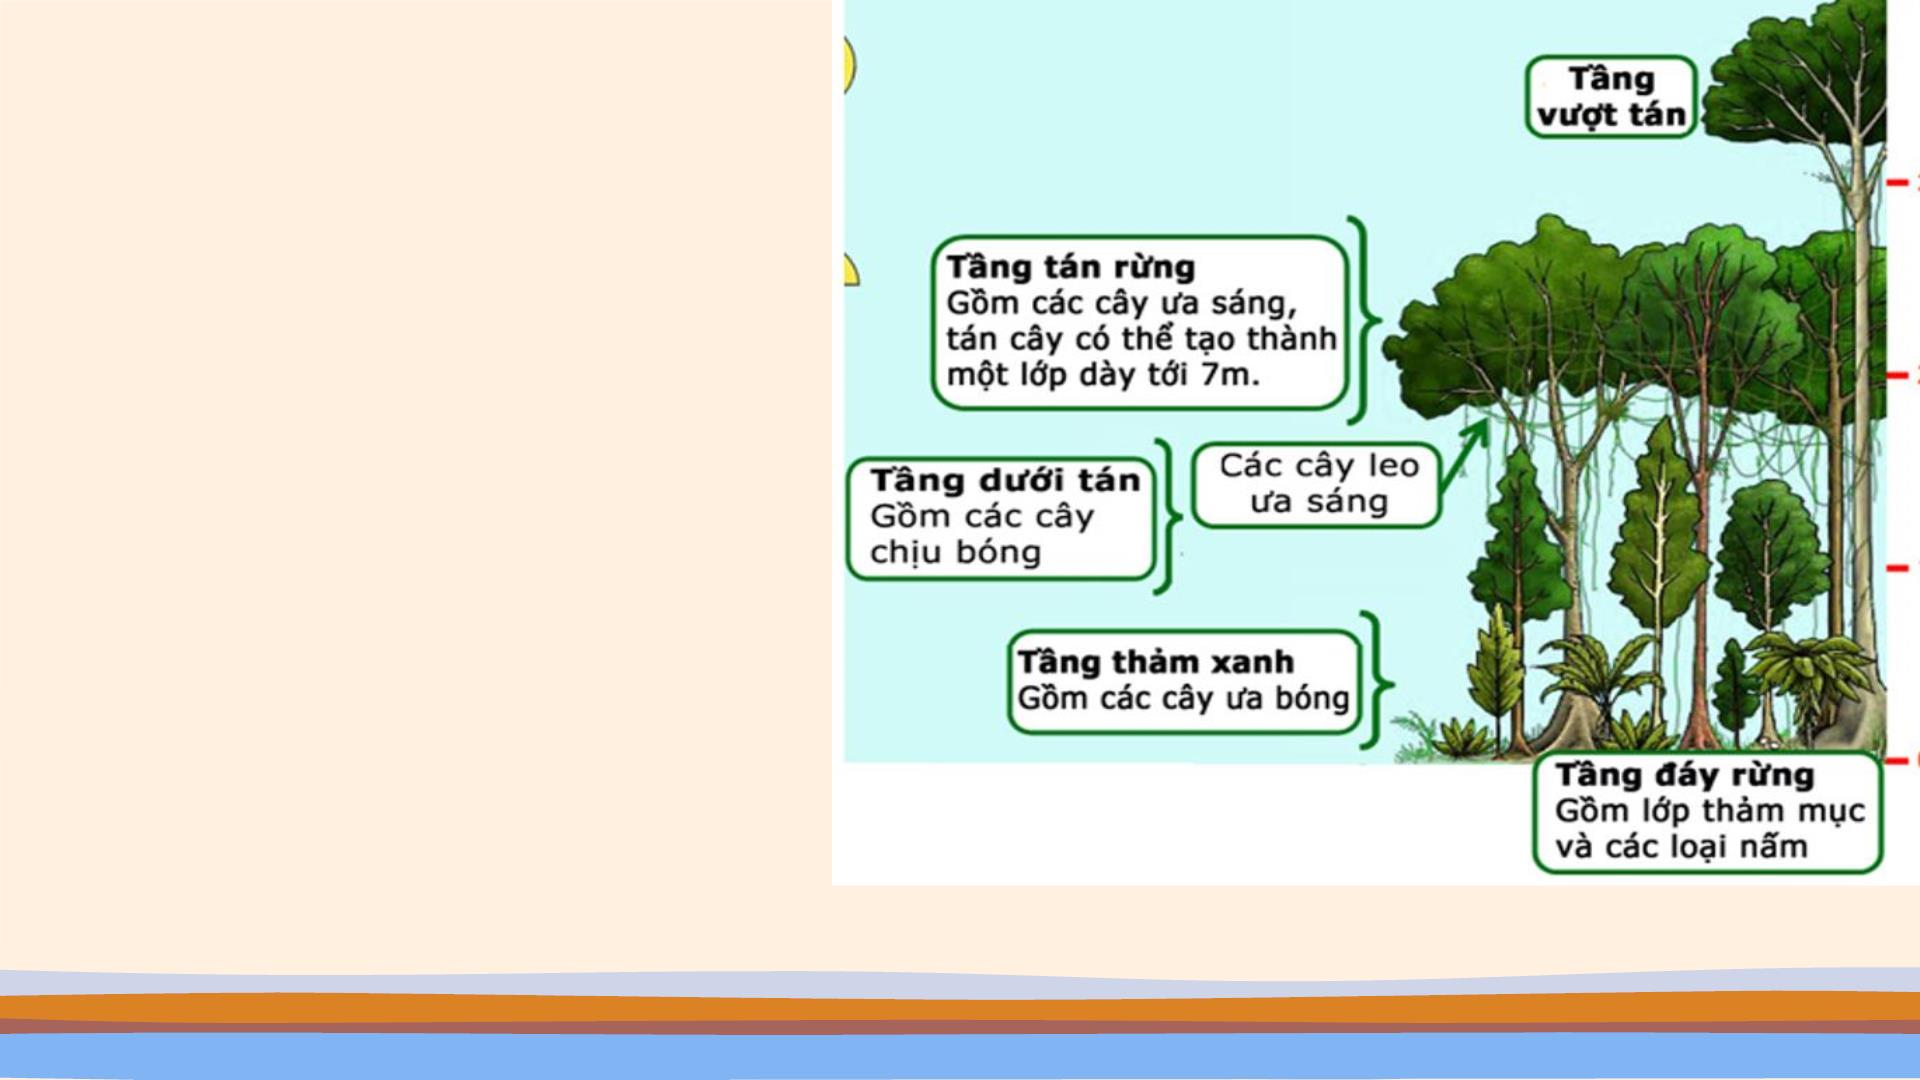 Tầng
vượt tán
Tầng tán rừng
Gồm các cây ưa sáng,
tán cây có thể tạo thành
một lớp dày tới 7m.
Tầng dưới tán
Gồm các cây
chịu bóng
Các cây leo
ưa sáng
Tầng thảm xanh
Gồm các cây ưa bóng
Tầng đáy rừng
Gồm lớp thảm mục
và các loại nấm